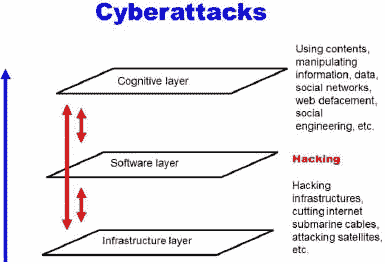 Cyberattacks
Using contents,
manipulating
information, data,
social networks,
web defacement,
social
engineering, etc.
Cognitive layer
Software layer
Hacking
Hacking
infrastructures,
cutting internet
submarine cables,
attacking satellites,
etc.
Infrastructure layer